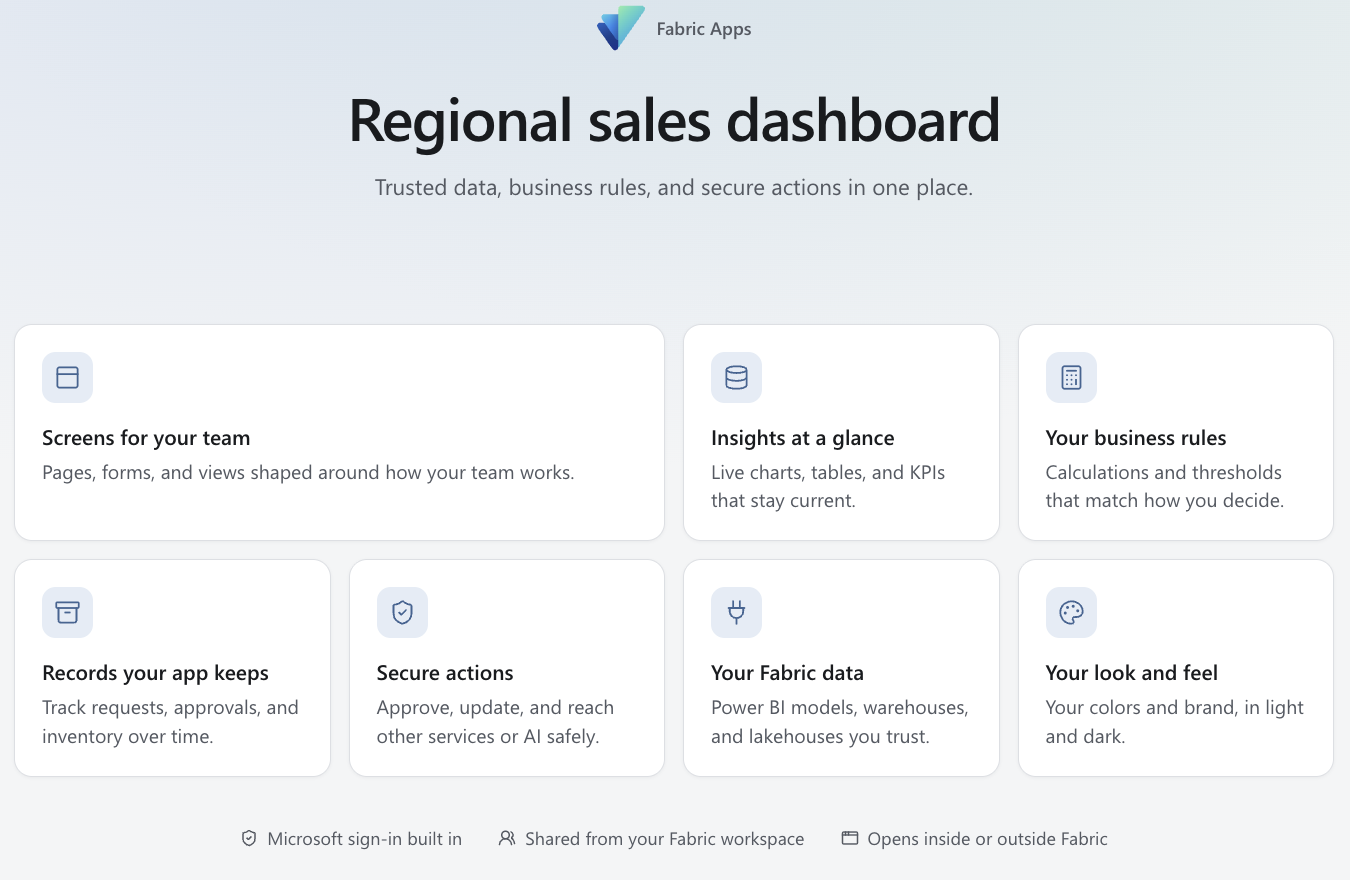 Fabric Apps
Regional sales dashboard
Trusted data, business rules, and secure actions in one place.
Screens for your team
Pages, forms, and views shaped around how your team works.
Insights at a glance
Live charts, tables, and KPIs
that stay current.
Your business rules
Calculations and thresholds
that match how you decide.
Records your app keeps
Track requests, approvals, and
inventory over time.
Secure actions
Approve, update, and reach
other services or AI safely.
Your Fabric data
Power BI models, warehouses,
and lakehouses you trust.
Your look and feel
Your colors and brand, in light
and dark.
Microsoft sign-in built in
Shared from your Fabric workspace
Opens inside or outside Fabric